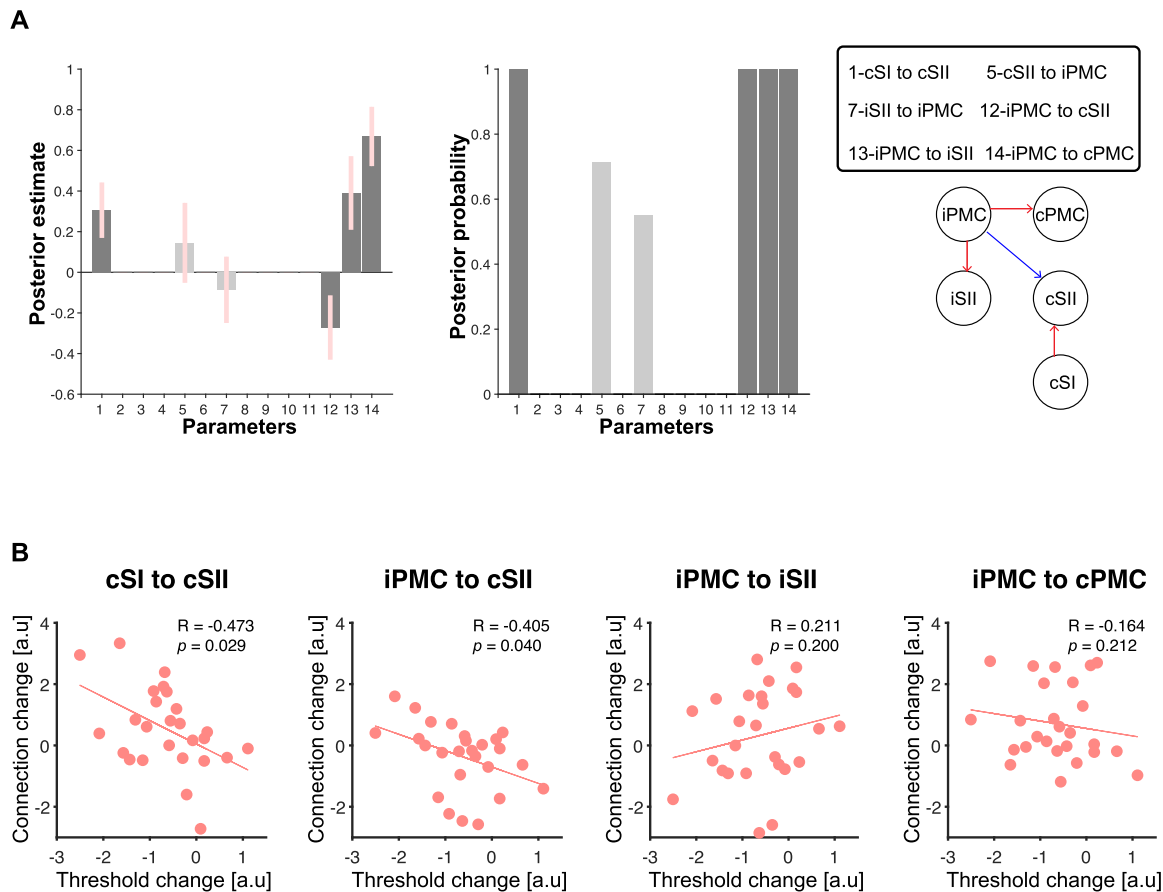 A
1
0.8
0.6
0.4
0.2
0
-0.2
-0.4
-0.6
Posterior estimate
1 2 3 4 5 6 7 8 9 10 11 12 13 14
Parameters
1
0.8
0.6
0.4
0.2
0
Posterior probability
1 2 3 4 5 6 7 8 9 10 11 12 13 14
Parameters
1-cSI to cSII 5-cSII to iPMC
7-iSII to iPMC 12-iPMC to cSII
13-iPMC to iSII 14-iPMC to cPMC
iPMC cPMC
iSII cSII
cSI
B
cSI to cSII
R = -0.473
p = 0.029
4
2
0
-2
Connection change [a.u]
-3 -2 -1 0 1
Threshold change [a.u]
iPMC to cSII
R = -0.405
p = 0.040
4
2
0
-2
Connection change [a.u]
-3 -2 -1 0 1
Threshold change [a.u]
iPMC to iSII
R = 0.211
p = 0.200
4
2
0
-2
Connection change [a.u]
-3 -2 -1 0 1
Threshold change [a.u]
iPMC to cPMC
R = -0.164
p = 0.212
4
2
0
-2
Connection change [a.u]
-3 -2 -1 0 1
Threshold change [a.u]